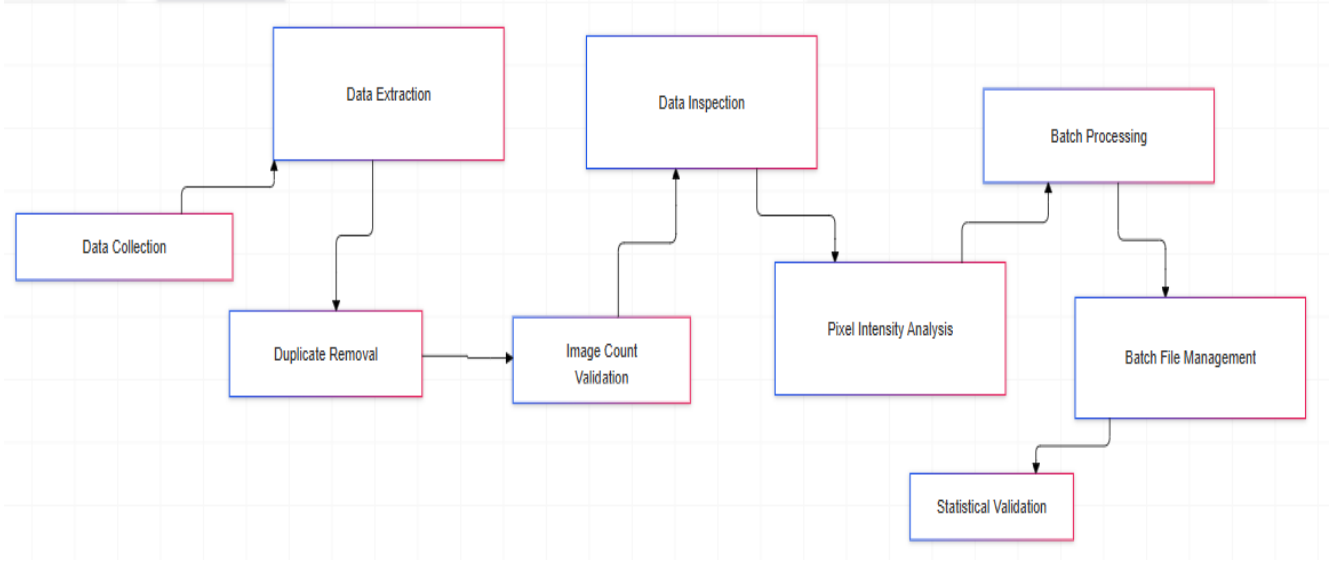 Data Collection
Data Extraction
Duplicate Removal
Image Count
Validation
Data Inspection
Pixel Intensity Analysis
Batch Processing
Batch File Management
Statistical Validation